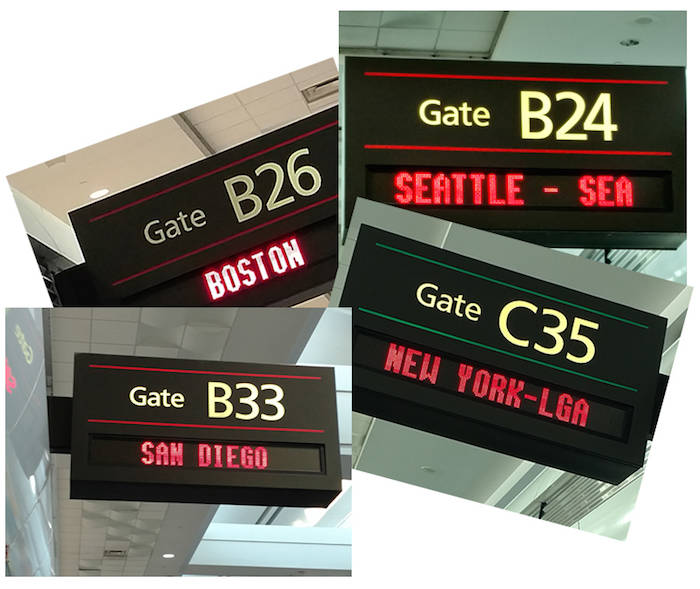 Gate B24
SEATTLE - SEA
Gate B26
BOSTON
Gate C35
NEW YORK-LGA
Gate B33
SAN DIEGO